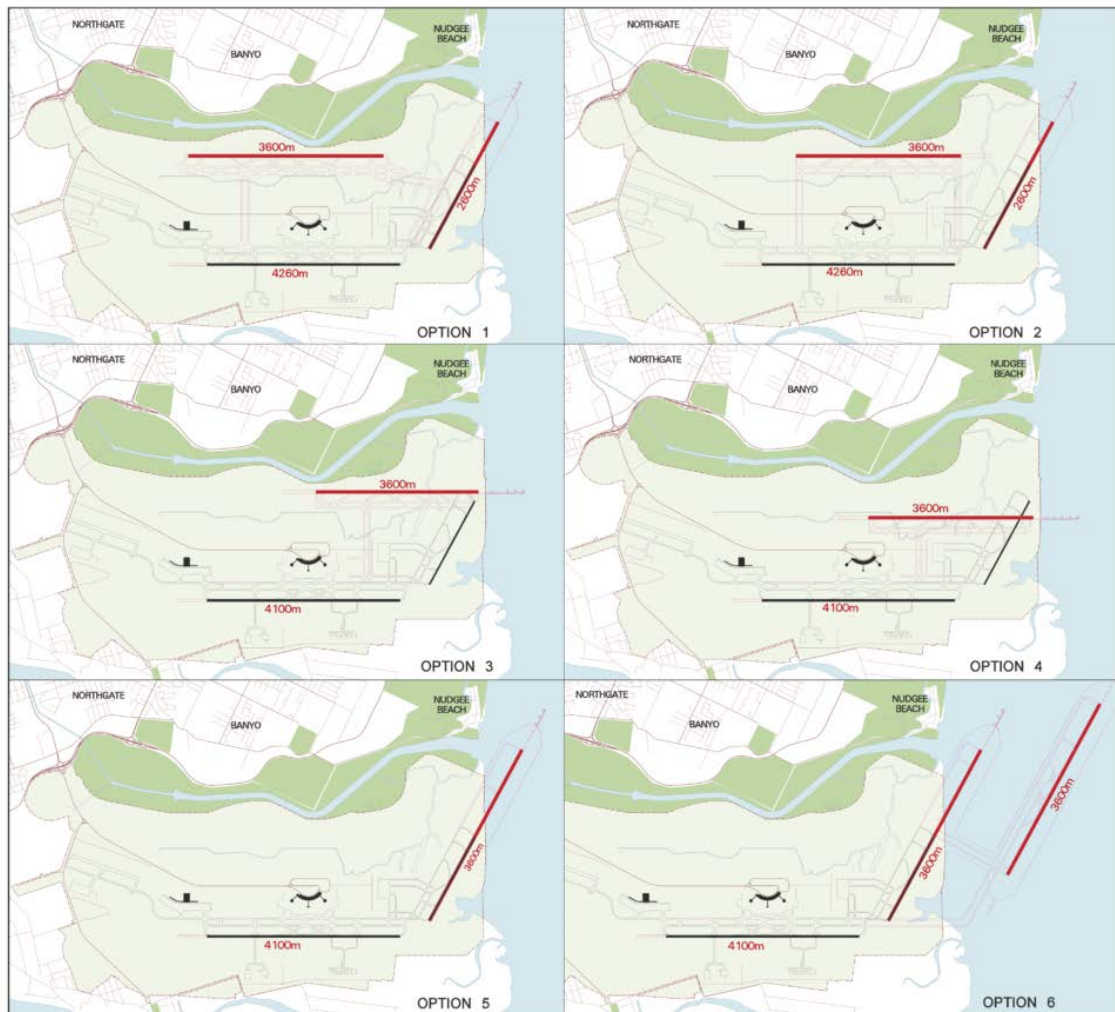 NORTHGATE
BANYO
NUDGEE
BEACH
3600m
2600m
4260m
OPTION 1
NORTHGATE
BANYO
NUDGEE
BEACH
3600m
2600m
4260m
OPTION 2
NORTHGATE
BANYO
NUDGEE
BEACH
3600m
4100m
OPTION 3
NORTHGATE
BANYO
NUDGEE
BEACH
3600m
4100m
OPTION 4
NORTHGATE
BANYO
NUDGEE
BEACH
3600m
4100m
OPTION 5
NORTHGATE
BANYO
NUDGEE
BEACH
3600m
3600m
4100m
OPTION 6